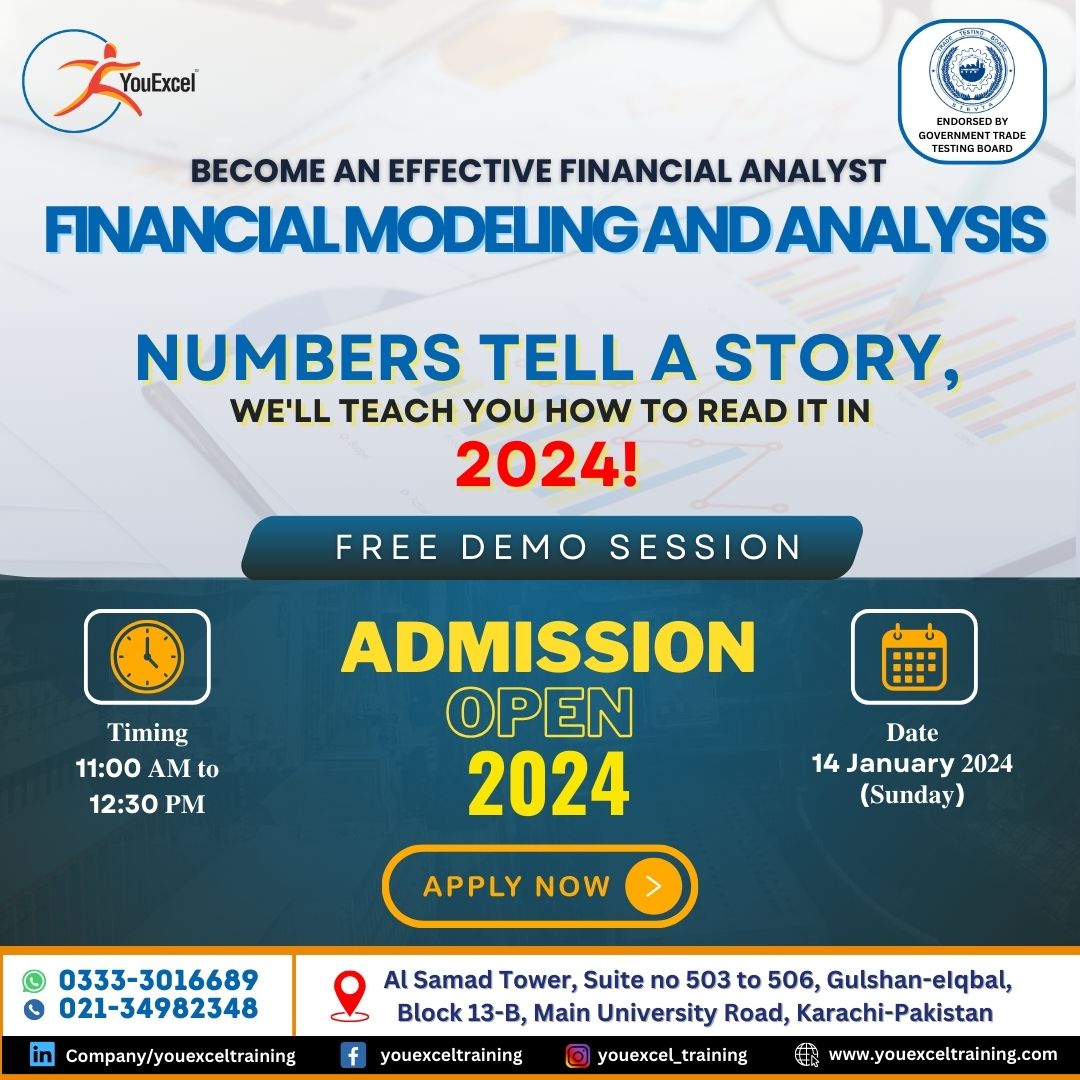 YouExcel
TRADE TESTING BOARD
STEVTA
ENDORSED BY
GOVERNMENT TRADE
TESTING BOARD
BECOME AN EFFECTIVE FINANCIAL ANALYST
FINANCIAL MODELING AND ANALYSIS
NUMBERS TELL A STORY,
WE'LL TEACH YOU HOW TO READ IT IN
2024!
FREE DEMO SESSION
Timing
11:00 AM to
12:30 PM
ADMISSION
OPEN
2024
Date
14 January 2024
(Sunday)
APPLY NOW
0333-3016689
021-34982348
Al Samad Tower, Suite no 503 to 506, Gulshan-eIqbal,
Block 13-B, Main University Road, Karachi-Pakistan
Company/youexceltraining
youexceltraining
youexcel_training
www.youexceltraining.com